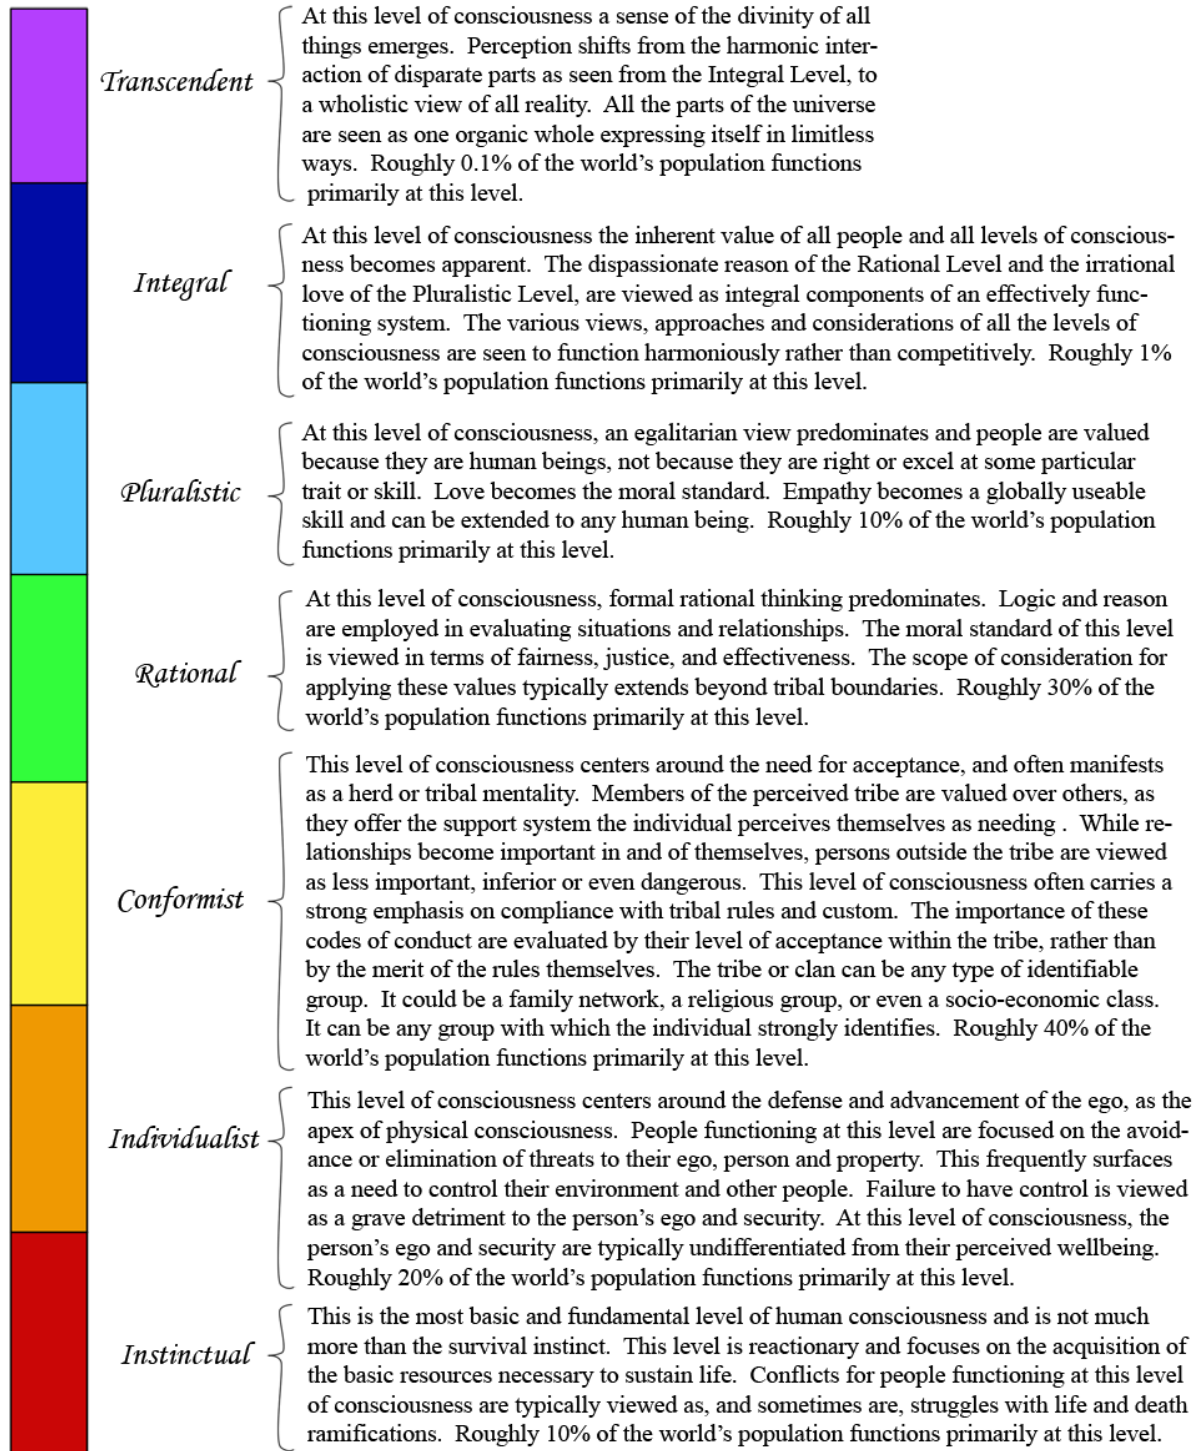 Transcendent
At this level of consciousness a sense of the divinity of all
things emerges. Perception shifts from the harmonic inter-
action of disparate parts as seen from the Integral Level, to
a wholistic view of all reality. All the parts of the universe
are seen as one organic whole expressing itself in limitless
ways. Roughly 0.1% of the world's population functions
primarily at this level.
Integral
At this level of consciousness the inherent value of all people and all levels of conscious-
ness becomes apparent. The dispassionate reason of the Rational Level and the irrational
love of the Pluralistic Level, are viewed as integral components of an effectively func-
tioning system. The various views, approaches and considerations of all the levels of
consciousness are seen to function harmoniously rather than competitively. Roughly 1%
of the world's population functions primarily at this level.
Pluralistic
At this level of consciousness, an egalitarian view predominates and people are valued
because they are human beings, not because they are right or excel at some particular
trait or skill. Love becomes the moral standard. Empathy becomes a globally useable
skill and can be extended to any human being. Roughly 10% of the world's population
functions primarily at this level.
Rational
At this level of consciousness, formal rational thinking predominates. Logic and reason
are employed in evaluating situations and relationships. The moral standard of this level
is viewed in terms of fairness, justice, and effectiveness. The scope of consideration for
applying these values typically extends beyond tribal boundaries. Roughly 30% of the
world's population functions primarily at this level.
Conformist
This level of consciousness centers around the need for acceptance, and often manifests
as a herd or tribal mentality. Members of the perceived tribe are valued over others, as
they offer the support system the individual perceives themselves as needing . While re-
lationships become important in and of themselves, persons outside the tribe are viewed
as less important, inferior or even dangerous. This level of consciousness often carries a
strong emphasis on compliance with tribal rules and custom. The importance of these
codes of conduct are evaluated by their level of acceptance within the tribe, rather than
by the merit of the rules themselves. The tribe or clan can be any type of identifiable
group. It could be a family network, a religious group, or even a socio-economic class.
It can be any group with which the individual strongly identifies. Roughly 40% of the
world's population functions primarily at this level.
Individualist
This level of consciousness centers around the defense and advancement of the ego, as the
apex of physical consciousness. People functioning at this level are focused on the avoid-
ance or elimination of threats to their ego, person and property. This frequently surfaces
as a need to control their environment and other people. Failure to have control is viewed
as a grave detriment to the person's ego and security. At this level of consciousness, the
person's ego and security are typically undifferentiated from their perceived wellbeing.
Roughly 20% of the world's population functions primarily at this level.
Instinctual
This is the most basic and fundamental level of human consciousness and is not much
more than the survival instinct. This level is reactionary and focuses on the acquisition of
the basic resources necessary to sustain life. Conflicts for people functioning at this level
of consciousness are typically viewed as, and sometimes are, struggles with life and death
ramifications. Roughly 10% of the world's population functions primarily at this level.